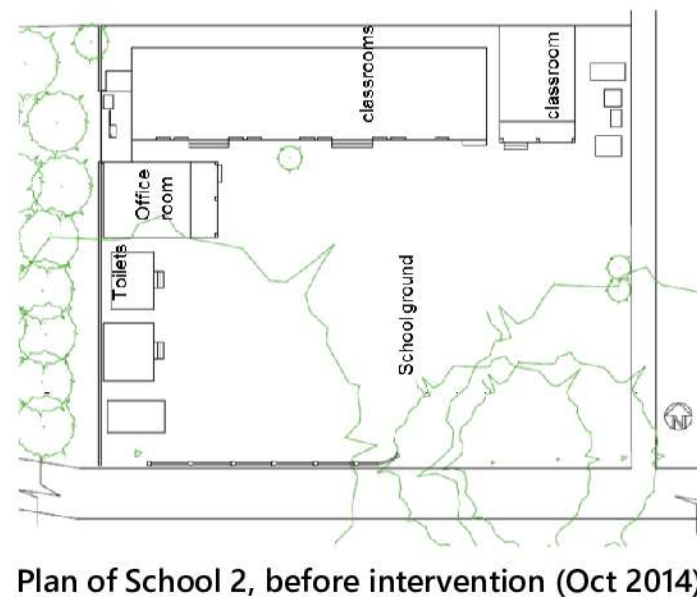 classrooms
classroom
Office
room
Toilets
School ground
N
Plan of School 2, before intervention (Oct 2014)